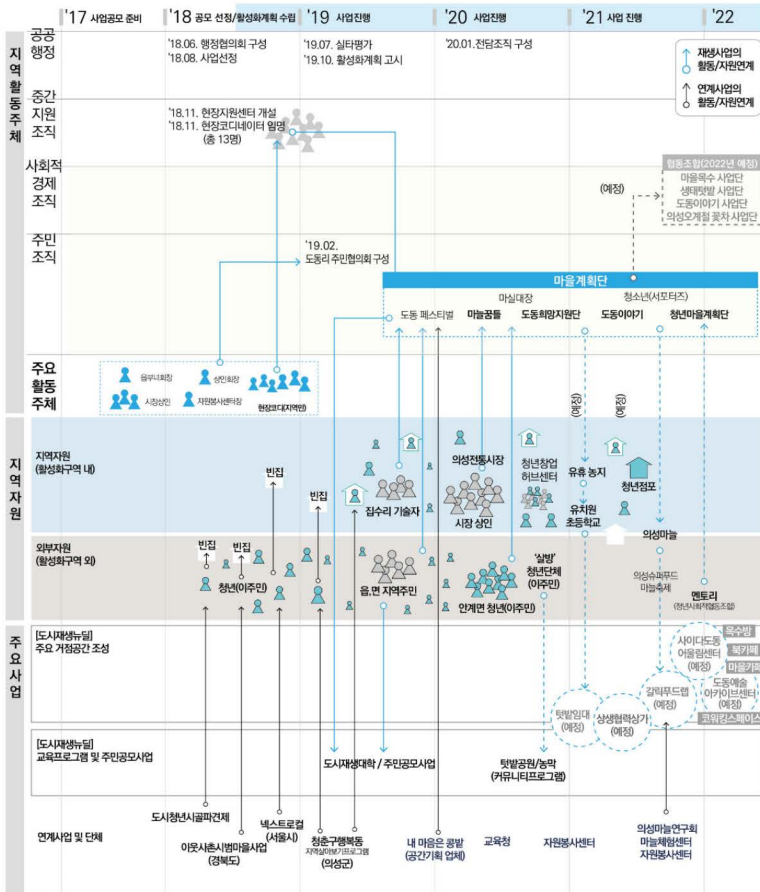 '17 사업공모 준비
'18 공모 선정/활성화계획 수립
'19 사업진행
'20 사업진행
'21 사업 진행
'22
지역활동주체
공공
행정
'18.06. 행정협의회 구성
'18.08. 사업선정
'19.07. 실타평가
'19.10. 활성화계획 고시
'20.01.전담조직 구성
재생사업의
활동/자원연계
연계사업의
활동/자원연계
중간
지원
조직
'18.11. 현장지원센터 개설
'18.11. 현장코디네이터 임명
(총 13명)
사회적
경제
조직
(예정)
협동조합(2022년 예정)
마을목수 사업단
생태텃밭 사업단
도동이야기 사업단
의성오계절 꽃차 사업단
주민
조직
'19.02.
도동리 주민협의회 구성
마을계획단
마실대장
청소년(서포터즈)
도동 페스티벌
마늘꿈들
도동희망지원단
도동이야기
청년마을계획단
주요
활동
주체
읍부녀회장
상인회장
시장상인
자원봉사센터장
현장코디(지역민)
(예정)
(예정)
지역자원
지역자원
(활성화구역 내)
빈집
빈집
집수리 기술자
의성전통시장
시장 상인
청년창업
허브센터
유휴 농지
유치원
초등학교
청년점포
의성마늘
외부자원
(활성화구역 외)
빈집
빈집
청년(이주민)
읍,면 지역주민
안계면 청년(이주민)
'살방'
청년단체
(이주민)
의성슈퍼푸드
마늘축제
멘토리
(청년사회적협동조합)
주요사업
[도시재생뉴딜]
주요 거점공간 조성
텃밭임대
(예정)
상생협력상가
(예정)
갈릭푸드랩
(예정)
사이다도동
어울림센터
(예정)
도동예술
아카이브센터
(예정)
목수방
북카페
마을카페
코워킹스페이스
[도시재생뉴딜]
교육프로그램 및 주민공모사업
도시재생대학 / 주민공모사업
텃밭공원/농막
(커뮤니티프로그램)
연계사업 및 단체
도시청년시골파견제
이웃사촌시범마을사업
(경북도)
넥스트로컬
(서울시)
청춘구행복동
지역살아보기프로그램
(의성군)
내 마음은 콩밭
(공간기획 업체)
교육청
자원봉사센터
의성마늘연구회
마늘체험센터
자원봉사센터